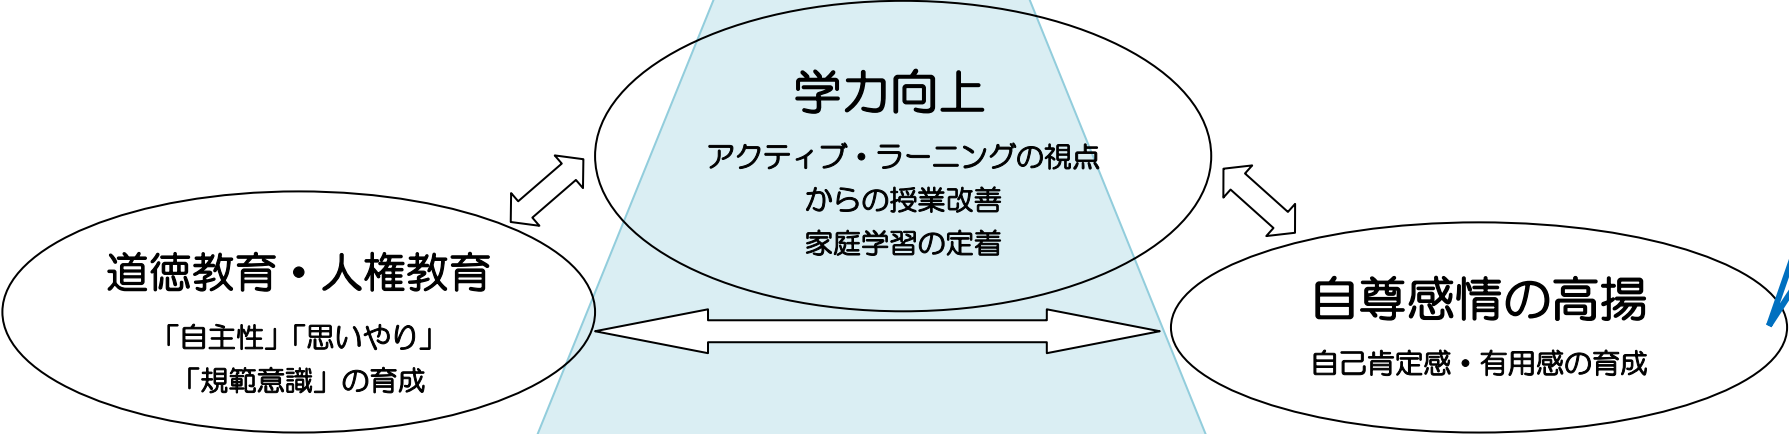 学力向上
アクティブ・ラーニングの視点
からの授業改善
家庭学習の定着
道徳教育・人権教育
「自主性」「思いやり」
「規範意識」の育成
自尊感情の高揚
自己肯定感・有用感の育成